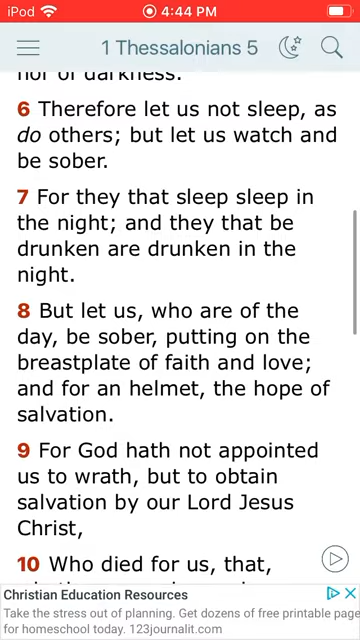 iPod 4:44 PM
1 Thessalonians 5
nor of darkness.
6 Therefore let us not sleep, as
do others; but let us watch and
be sober.
7 For they that sleep sleep in
the night; and they that be
drunken are drunken in the
night.
8 But let us, who are of the
day, be sober, putting on the
breastplate of faith and love;
and for an helmet, the hope of
salvation.
9 For God hath not appointed
us to wrath, but to obtain
salvation by our Lord Jesus
Christ,
10 Who died for us, that,
Christian Education Resources
Take the stress out of planning. Get dozens of free printable page
for homeschool today. 123journalit.com